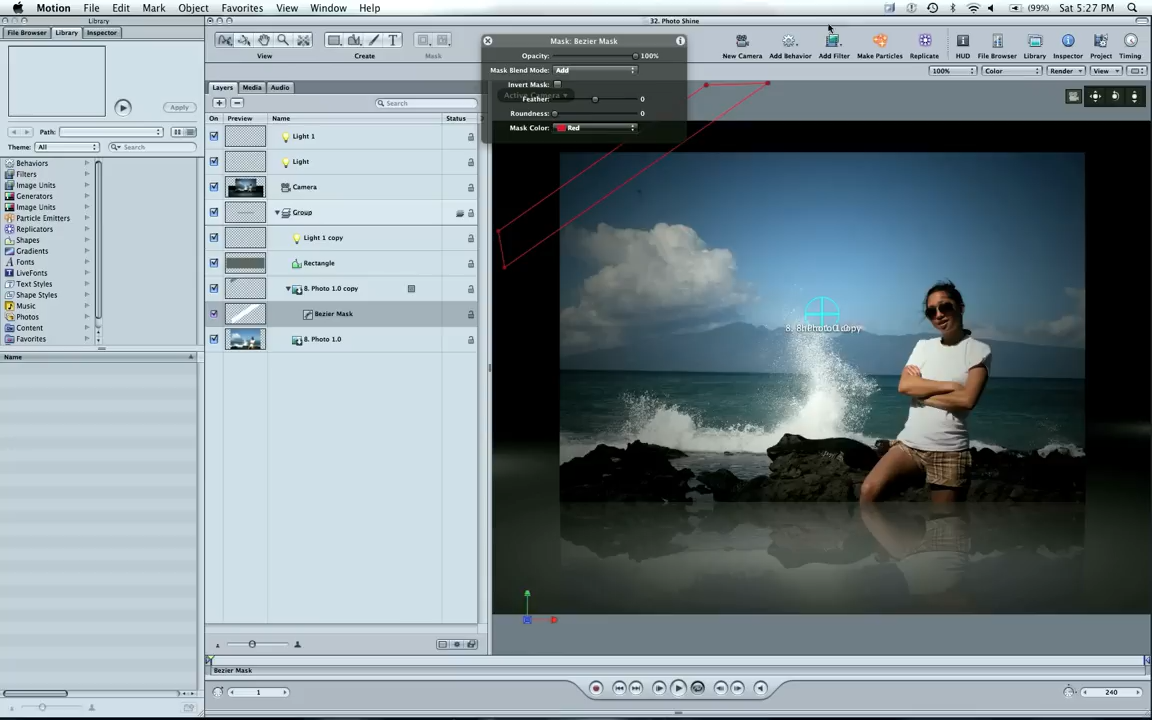 Motion File Edit Mark Object Favorites View Window Help (99%) Sat 5:27 PM
Library
32. Photo Shine
File Browser Library Inspector
View Create Mask
New Camera Add Behavior Add Filter Make Particles Replicate HUD File Browser Library Inspector Project Timing
100% Color Render View
Mask: Bezier Mask
Opacity: 100%
Mask Blend Mode: Add
Invert Mask:
Active Camera
Feather: 0
Roundness: 0
Mask Color: Red
Apply
Path:
Theme: All Search
Behaviors
Filters
Image Units
Generators
Image Units
Particle Emitters
Replicators
Shapes
Gradients
Fonts
LiveFonts
Text Styles
Shape Styles
Music
Photos
Content
Favorites
Name
Layers Media Audio
Search
On Preview Name Status
Light 1
Light
Camera
Group
Light 1 copy
Rectangle
8. Photo 1.0 copy
Bezier Mask
8. Photo 1.0
Bezier Mask
1
240